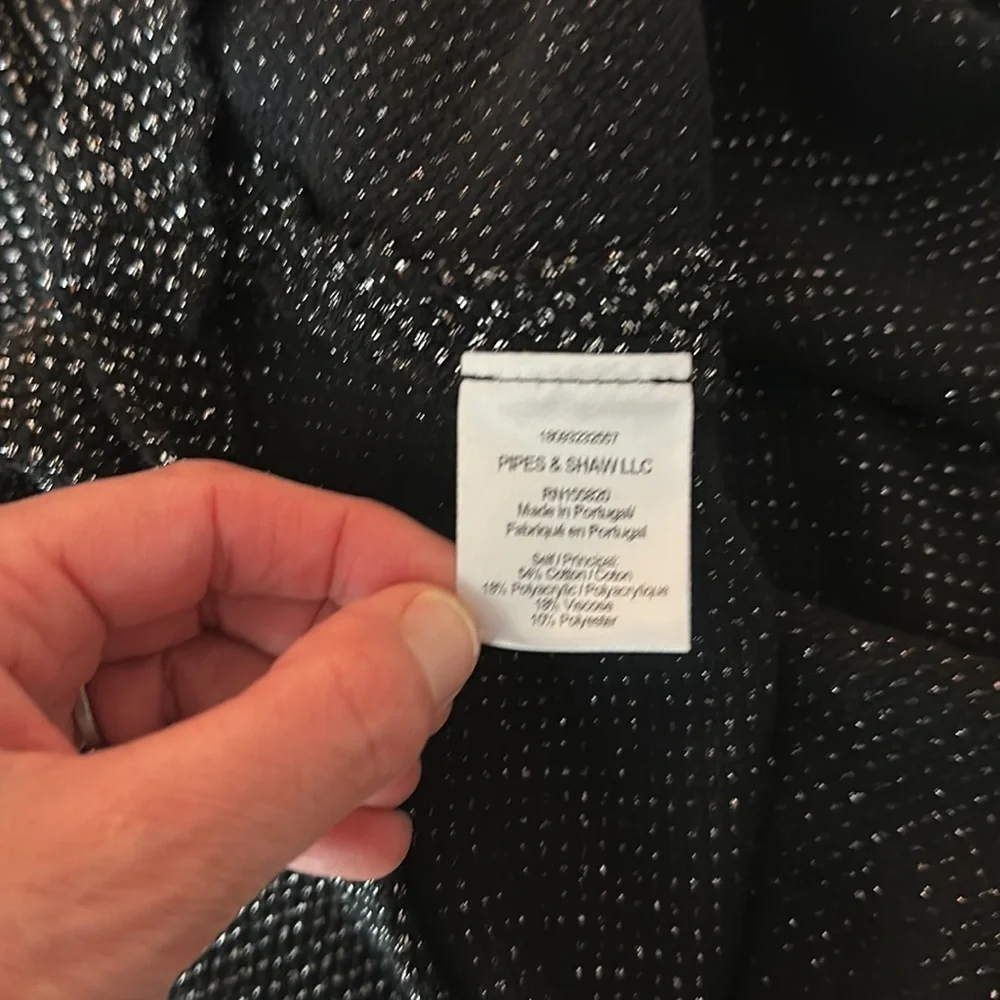 PIPES & SHAW LLC
Made in Portugal/
Fabriqué en Portugal
Self / Principal:
54% Cotton / Coton
18% Polyacrylic / Polyacrylique
18% Viscose
10% Polyester